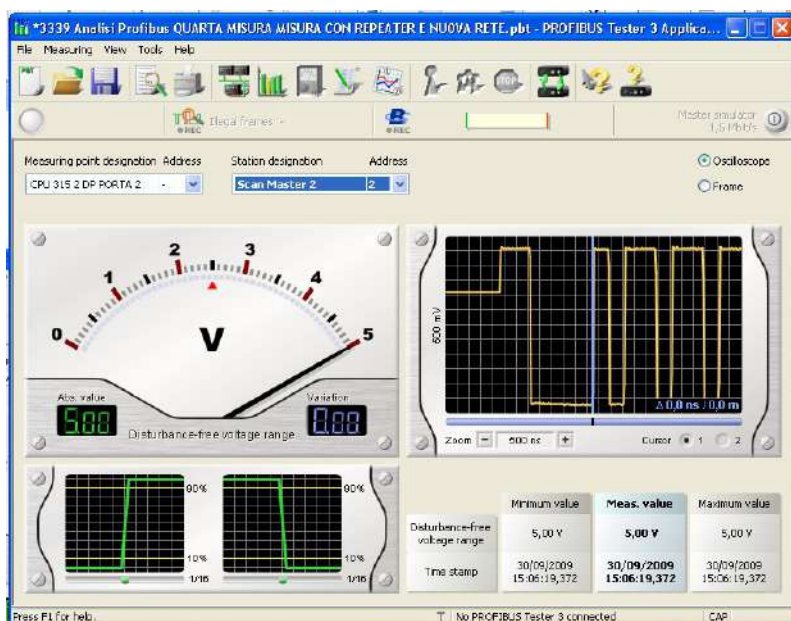 *3339 Analisi Profibus QUARTA MISURA MISURA CON REPEATER E NUOVA RETE.pbt - PROFIBUS Tester 3 Applica...
File Measuring View Tools Help
REC Illegal frames: - REC Master simulator
1,5 Mbit/s
Measuring point designation Address Station designation Address Oscilloscope
CPU 315 2 DP PORTA 2 - Scan Master 2 2 Frame
0 1 2 3 4 5
V
Abs. value Variation
5.00 0.00
Disturbance-free voltage range
600 mV
Δ 0,0 ns / 0,0 m
Zoom - 500 ns + Cursor 1 2
90% 90%
10% 10%
1/16 1/16
Minimum value Meas. value Maximum value
Disturbance-free
voltage range 5,00 V 5,00 V 5,00 V
Time stamp 30/09/2009 30/09/2009 30/09/2009
15:06:19,372 15:06:19,372 15:06:19,372
Press F1 for help. No PROFIBUS Tester 3 connected CAP